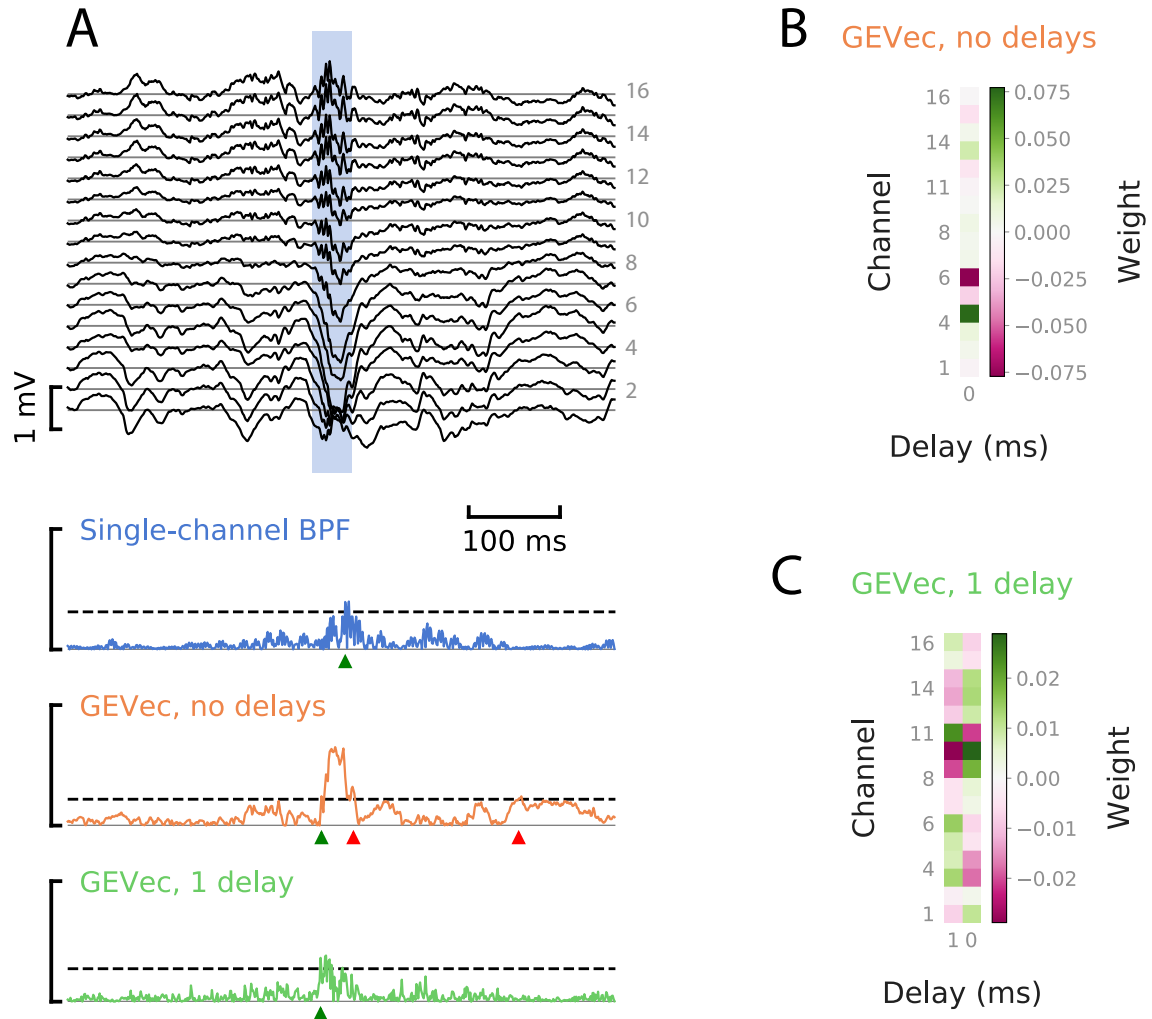 A
16
14
12
10
8
6
4
2
1 mV
Single-channel BPF
100 ms
GEVec, no delays
GEVec, 1 delay
B
GEVec, no delays
16
14
11
8
6
4
1
Channel
0
Delay (ms)
0.075
0.050
0.025
0.000
−0.025
−0.050
−0.075
Weight
C
GEVec, 1 delay
16
14
11
8
6
4
1
Channel
1 0
Delay (ms)
0.02
0.01
0.00
−0.01
−0.02
Weight